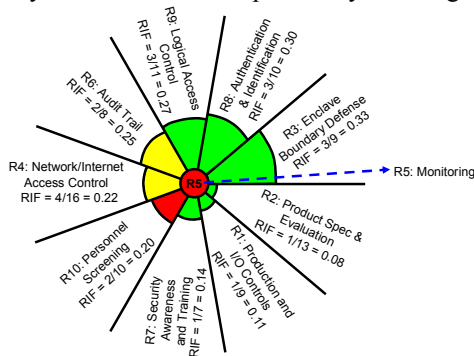 R9: Logical Access
Control
RIF = 3/11 = 0.27
R8: Authentication
& Identification
RIF = 3/10 = 0.30
R6: Audit Trail
RIF = 2/8 = 0.25
R3: Enclave
Boundary Defense
RIF = 3/9 = 0.33
R4: Network/Internet
Access Control
RIF = 4/16 = 0.22
R5
R5: Monitoring
R2: Product Spec &
Evaluation
RIF = 1/13 = 0.08
R10: Personnel
Screening
RIF = 2/10 = 0.20
R7: Security
Awareness
and Training
RIF = 1/7 = 0.14
R1: Production and
I/O Controls
RIF = 1/9 = 0.11